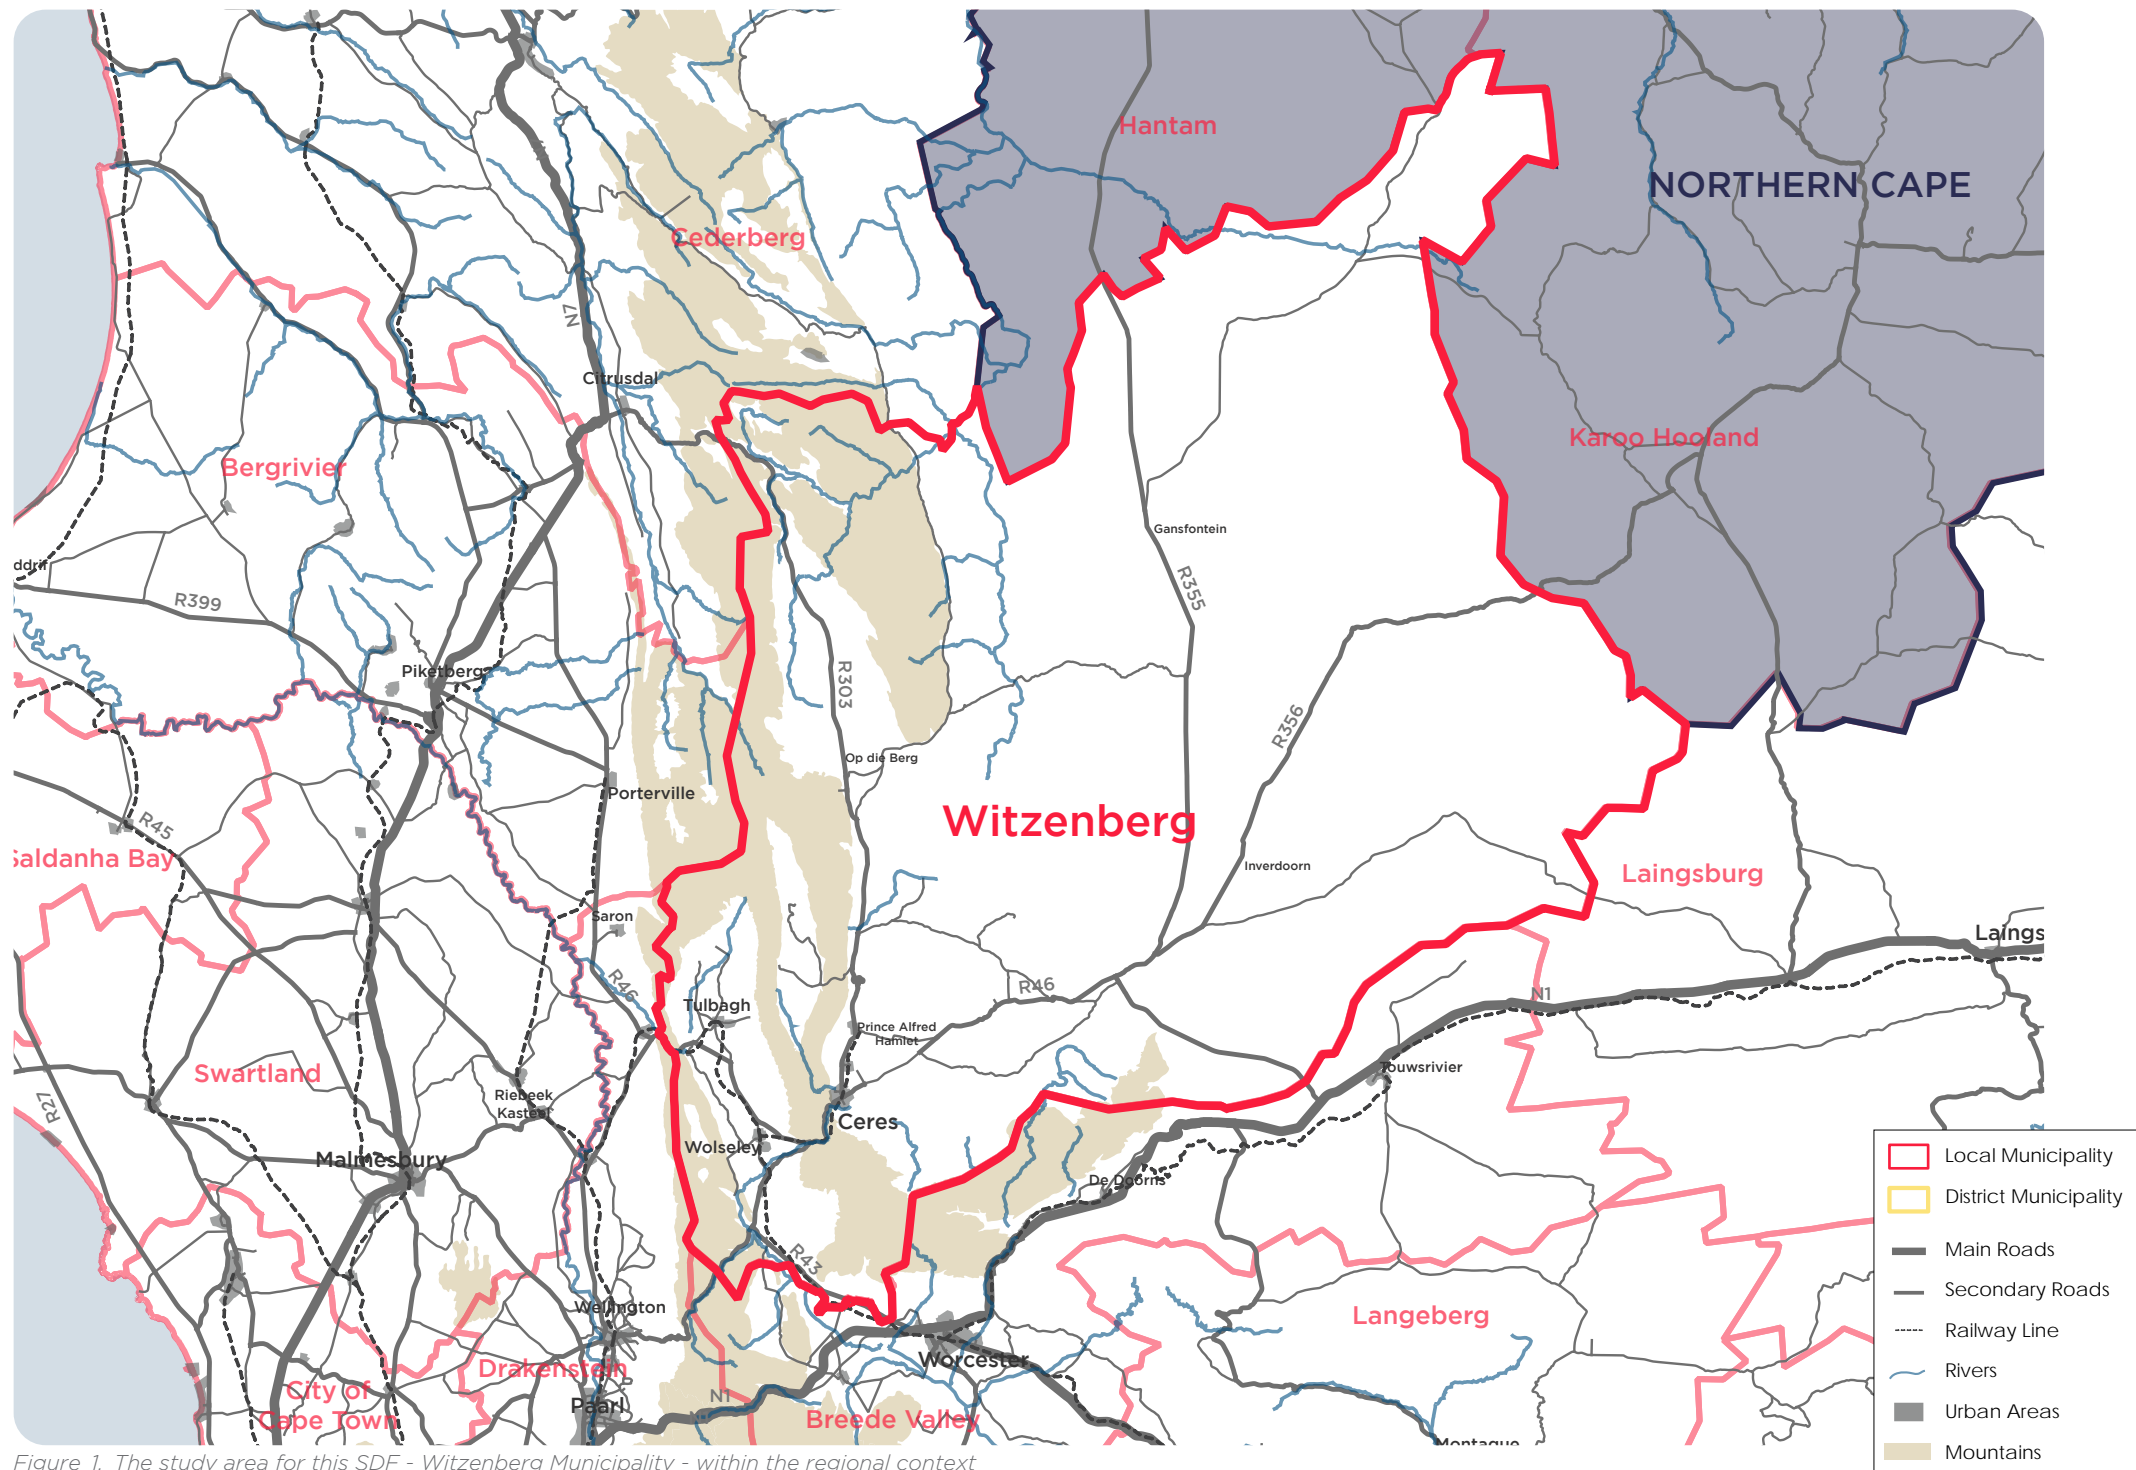 Hantam
NORTHERN CAPE
Cederberg
N7
N7
Citrusdal
Karoo Hooland
Bergrivier
Gansfontein
ddrif
R399
R355
Piketberg
R303
R356
Op die Berg
Porterville
Witzenberg
R45
Saldanha Bay
Inverdoorn
Laingsburg
Saron
Laings
R46
R46
N1
Tulbagh
Prince Alfred
Hamlet
Touwsrivier
Swartland
Riebeek
Kasteel
R27
Ceres
Wolseley
Malmesbury
De Doorns
R43
Wellington
Langeberg
Worcester
Drakenstein
City of
Cape Town
Paarl
N1
Breede Valley
Montague
Local Municipality
District Municipality
Main Roads
Secondary Roads
Railway Line
Rivers
Urban Areas
Mountains
Figure 1. The study area for this SDF - Witzenberg Municipality - within the regional context